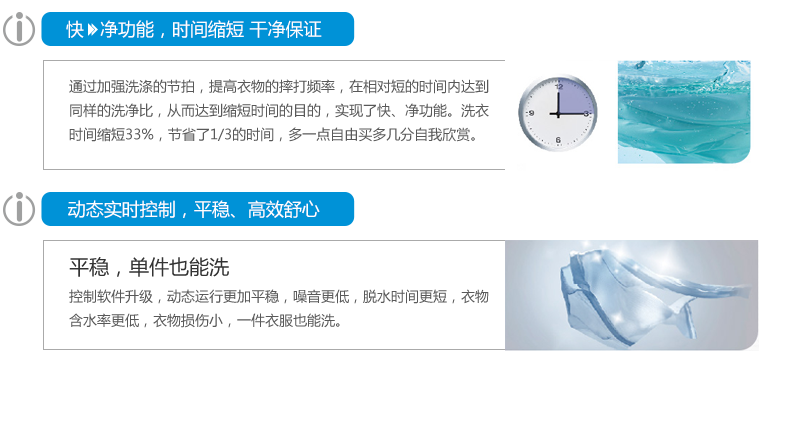 快净功能，时间缩短 干净保证
通过加强洗涤的节拍，提高衣物的摔打频率，在相对短的时间内达到
同样的洗净比，从而达到缩短时间的目的，实现了快、净功能。洗衣
时间缩短33%，节省了1/3的时间，多一点自由买多几分自我欣赏。
12
9
3
6
动态实时控制，平稳、高效舒心
平稳，单件也能洗
控制软件升级，动态运行更加平稳，噪音更低，脱水时间更短，衣物
含水率更低，衣物损伤小，一件衣服也能洗。